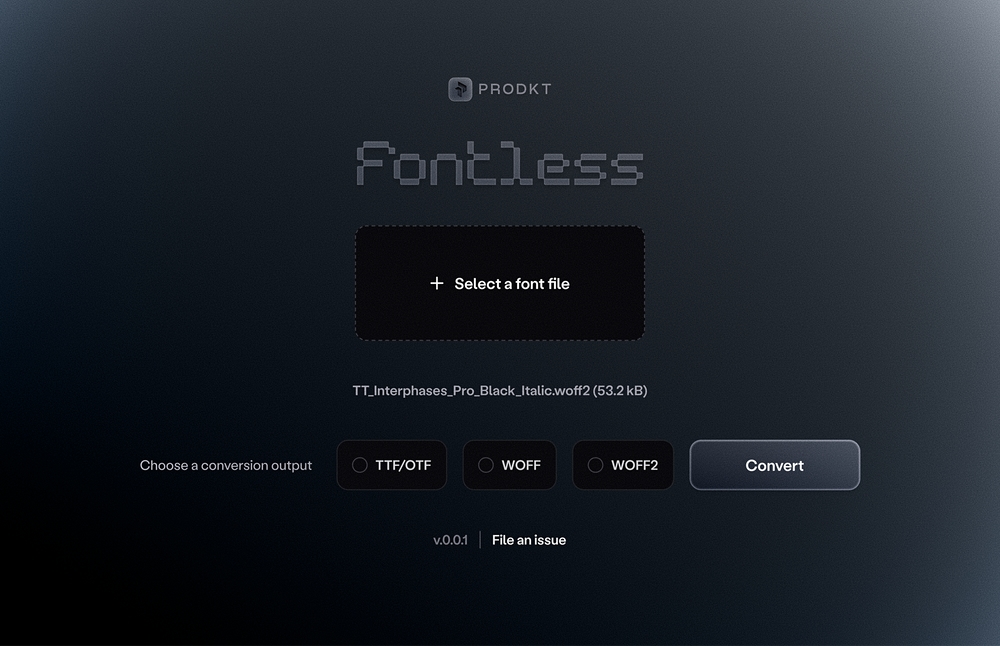 PRODKT
Fontless
+ Select a font file
TT_Interphases_Pro_Black_Italic.woff2 (53.2 kB)
Choose a conversion output TTF/OTF WOFF WOFF2 Convert
v.0.0.1 File an issue